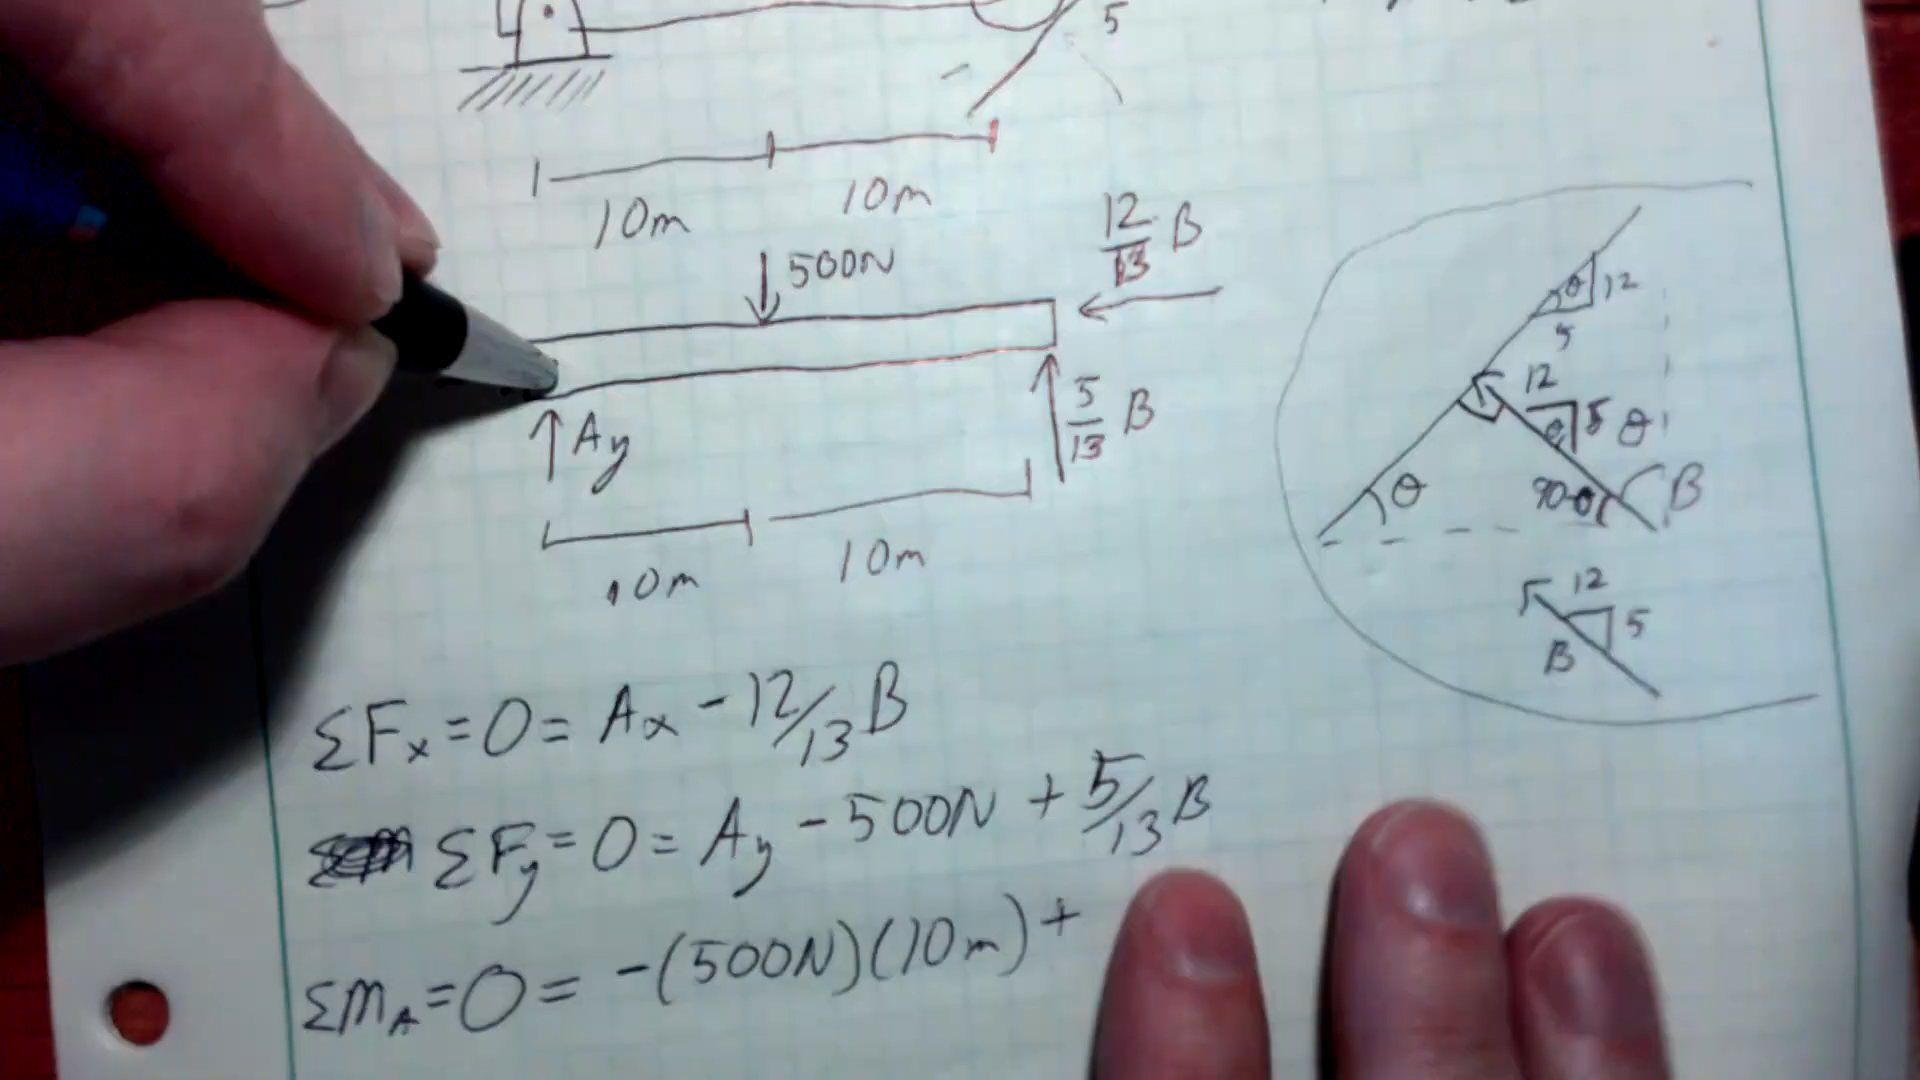 5
10m
10m
500N
12/13 B
Ay
5/13 B
10m
10m
θ 12
5
12
θ 5 θ
θ
90-θ
B
12
5
B
ΣFx = 0 = Ax - 12/13 B
ΣFy = 0 = Ay - 500N + 5/13 B
ΣMA = 0 = -(500N)(10m) +